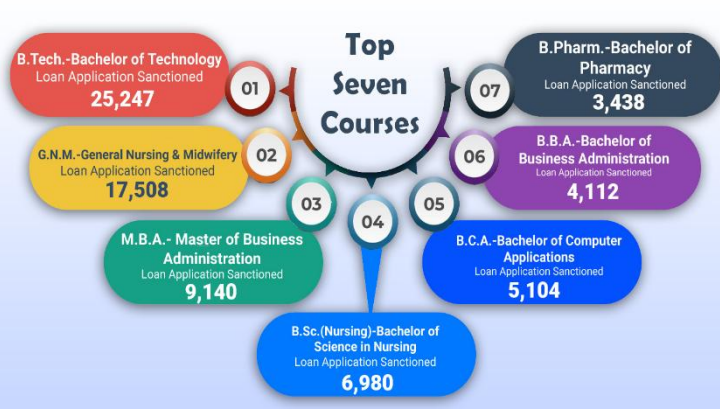 Top
Seven
Courses
01
B.Tech.-Bachelor of Technology
Loan Application Sanctioned
25,247
02
G.N.M.-General Nursing & Midwifery
Loan Application Sanctioned
17,508
03
M.B.A.- Master of Business
Administration
Loan Application Sanctioned
9,140
04
B.Sc.(Nursing)-Bachelor of
Science in Nursing
Loan Application Sanctioned
6,980
05
B.C.A.-Bachelor of Computer
Applications
Loan Application Sanctioned
5,104
06
B.B.A.-Bachelor of
Business Administration
Loan Application Sanctioned
4,112
07
B.Pharm.-Bachelor of
Pharmacy
Loan Application Sanctioned
3,438